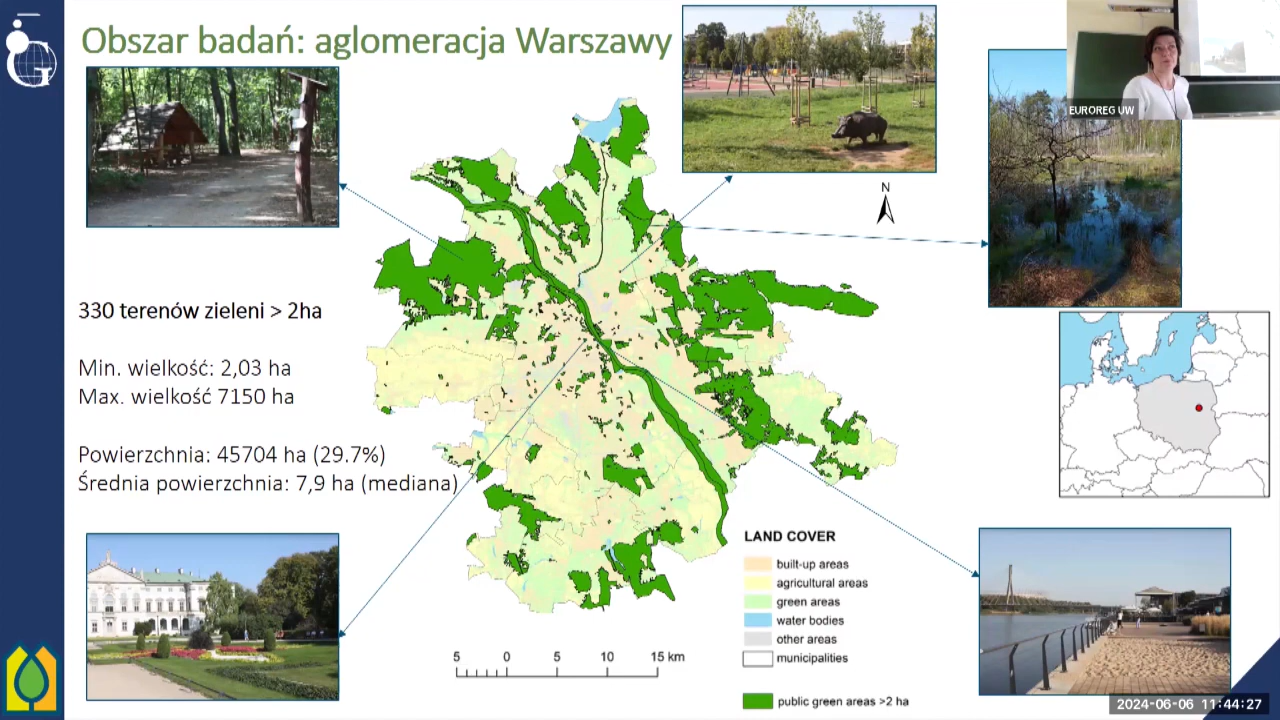 Obszar badań: aglomeracja Warszawy
EUROREG UW
N
330 terenów zieleni > 2ha
Min. wielkość: 2,03 ha
Max. wielkość 7150 ha
Powierzchnia: 45704 ha (29.7%)
Średnia powierzchnia: 7,9 ha (mediana)
LAND COVER
built-up areas
agricultural areas
green areas
water bodies
other areas
municipalities
public green areas >2 ha
5 0 5 10 15 km
2024-06-06 11:44:27